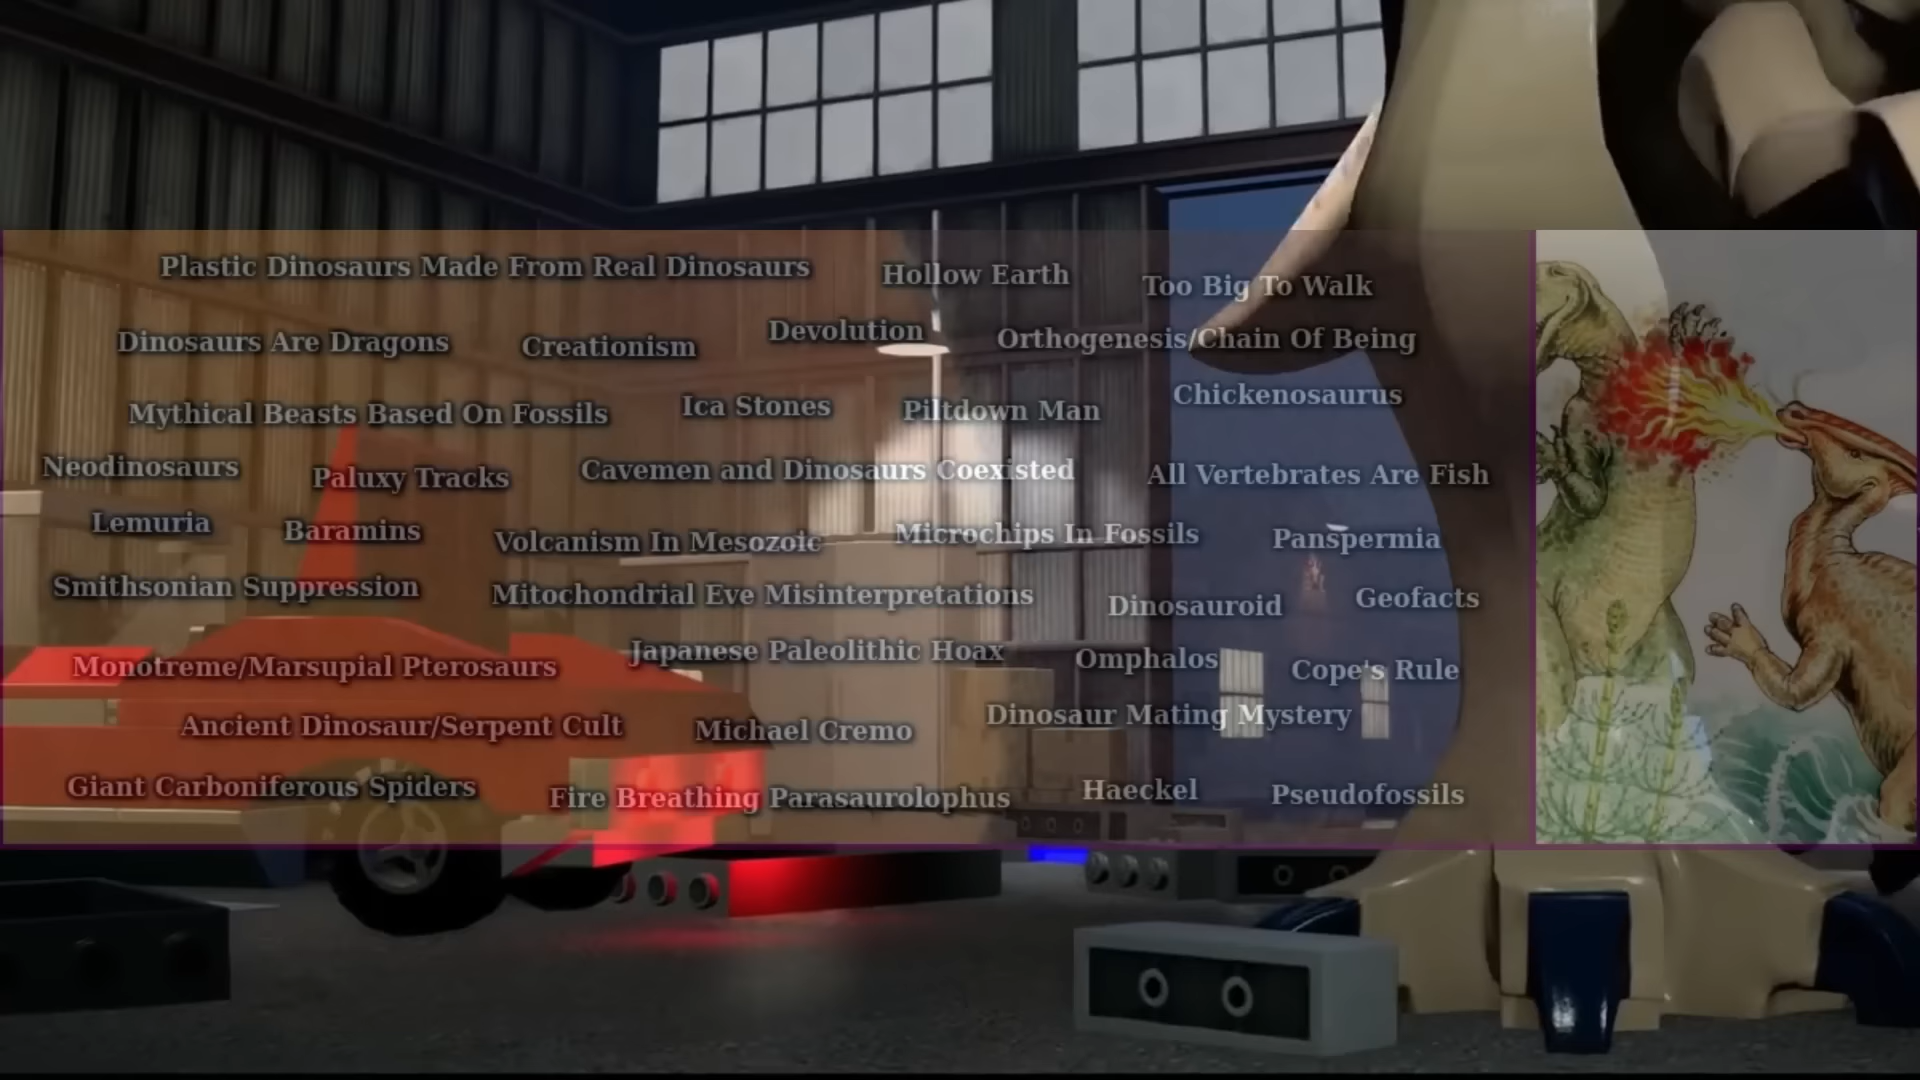 Plastic Dinosaurs Made From Real Dinosaurs
Hollow Earth
Too Big To Walk
Dinosaurs Are Dragons
Creationism
Devolution
Orthogenesis/Chain Of Being
Mythical Beasts Based On Fossils
Ica Stones
Piltdown Man
Chickenosaurus
Neodinosaurs
Paluxy Tracks
Cavemen and Dinosaurs Coexisted
All Vertebrates Are Fish
Lemuria
Baramins
Volcanism In Mesozoic
Microchips In Fossils
Panspermia
Smithsonian Suppression
Mitochondrial Eve Misinterpretations
Dinosauroid
Geofacts
Monotreme/Marsupial Pterosaurs
Japanese Paleolithic Hoax
Omphalos
Cope's Rule
Ancient Dinosaur/Serpent Cult
Michael Cremo
Dinosaur Mating Mystery
Giant Carboniferous Spiders
Fire Breathing Parasaurolophus
Haeckel
Pseudofossils